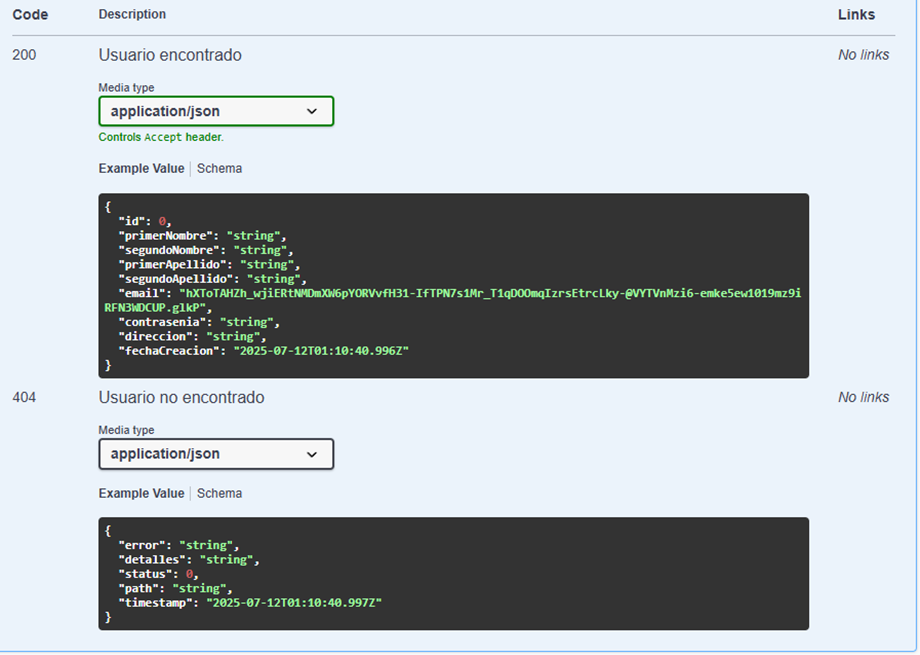 Code Description Links
200 Usuario encontrado No links
Media type
application/json
Controls Accept header.
Example Value | Schema
{
  "id": 0,
  "primerNombre": "string",
  "segundoNombre": "string",
  "primerApellido": "string",
  "segundoApellido": "string",
  "email": "hXToTAHZh_wjiERtNMDmXW6pYORVvfH31-IfTPN7s1Mr_T1qDOOmqIzrsEtrcLky-@VYTVnMzi6-emke5ew1019mz9i
RFN3WDCUP.glkP",
  "contrasenia": "string",
  "direccion": "string",
  "fechaCreacion": "2025-07-12T01:10:40.996Z"
}
404 Usuario no encontrado No links
Media type
application/json
Example Value | Schema
{
  "error": "string",
  "detalles": "string",
  "status": 0,
  "path": "string",
  "timestamp": "2025-07-12T01:10:40.997Z"
}